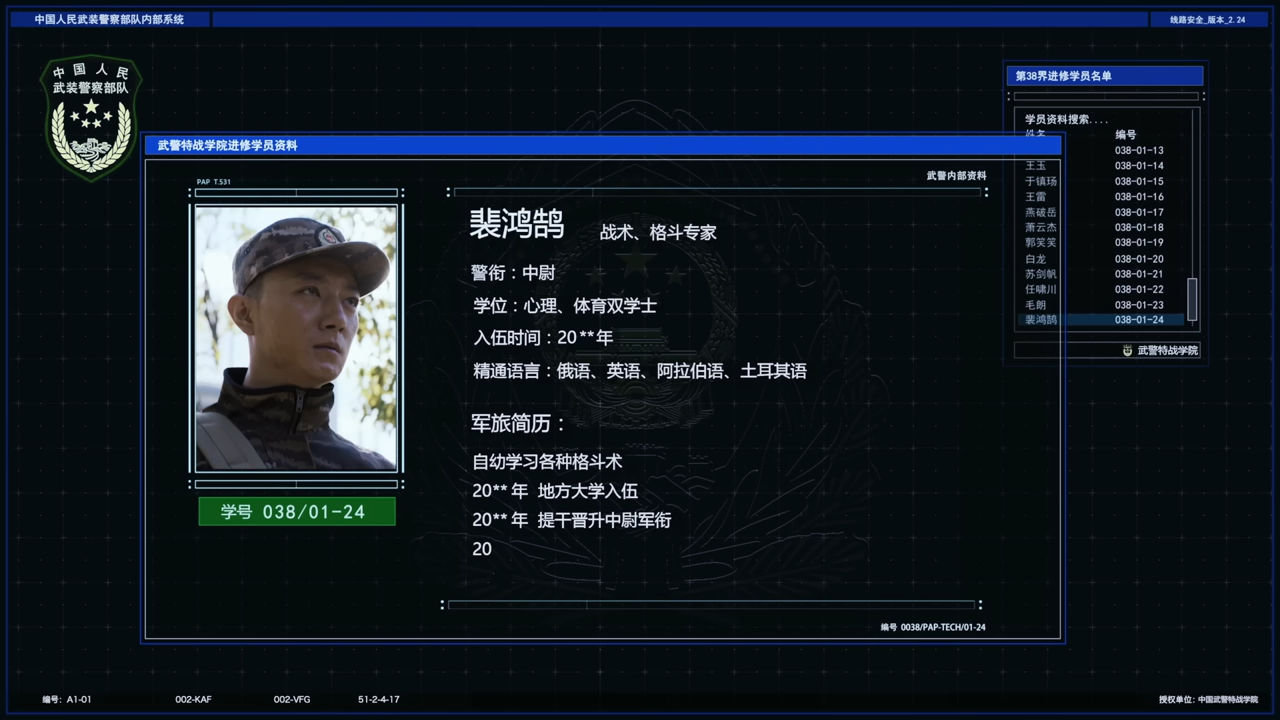 中国人民武装警察部队内部系统
线路安全_版本_2.24
中国人民
武装警察部队
第38界进修学员名单
学员资料搜索....
姓名 编号
038-01-13
王玉 038-01-14
于镇玚 038-01-15
王雷 038-01-16
燕破岳 038-01-17
萧云杰 038-01-18
郭笑笑 038-01-19
白龙 038-01-20
苏剑帆 038-01-21
任啸川 038-01-22
毛朗 038-01-23
裴鸿鹄 038-01-24
武警特战学院
武警特战学院进修学员资料
PAP T.531
武警内部资料
裴鸿鹄 战术、格斗专家
警衔：中尉
学位：心理、体育双学士
入伍时间：20**年
精通语言：俄语、英语、阿拉伯语、土耳其语
军旅简历：
自幼学习各种格斗术
20**年 地方大学入伍
20**年 提干晋升中尉军衔
20
学号 038/01-24
编号 0038/PAP-TECH/01-24
编号：A1-01 002-KAF 002-VFG 51-2-4-17
授权单位：中国武警特战学院